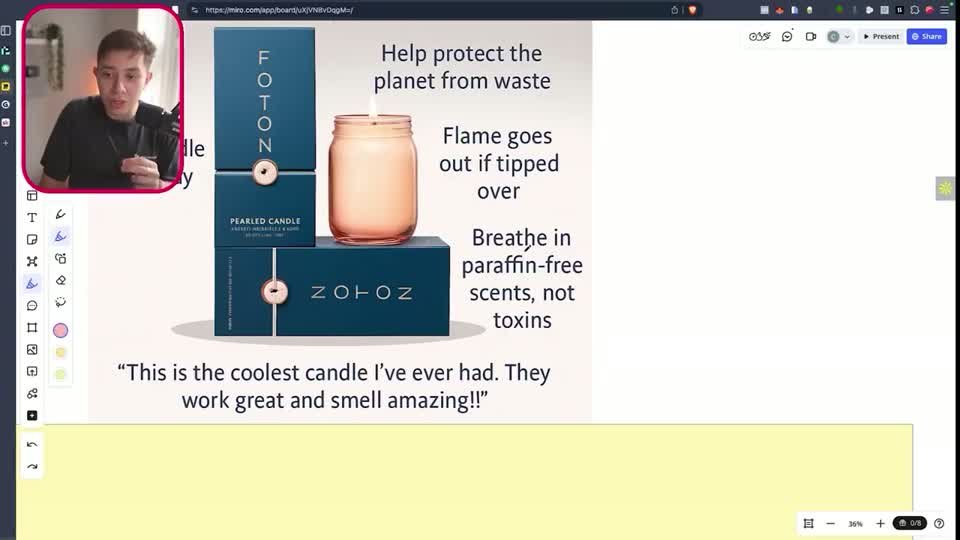 https://miro.com/app/board/uXjVN8vDqgM=/
Present
Share
FOTON
Help protect the
planet from waste
Flame goes
out if tipped
over
PEARLED CANDLE
Breathe in
paraffin-free
scents, not
toxins
“This is the coolest candle I’ve ever had. They
work great and smell amazing!!”
36%
0/8